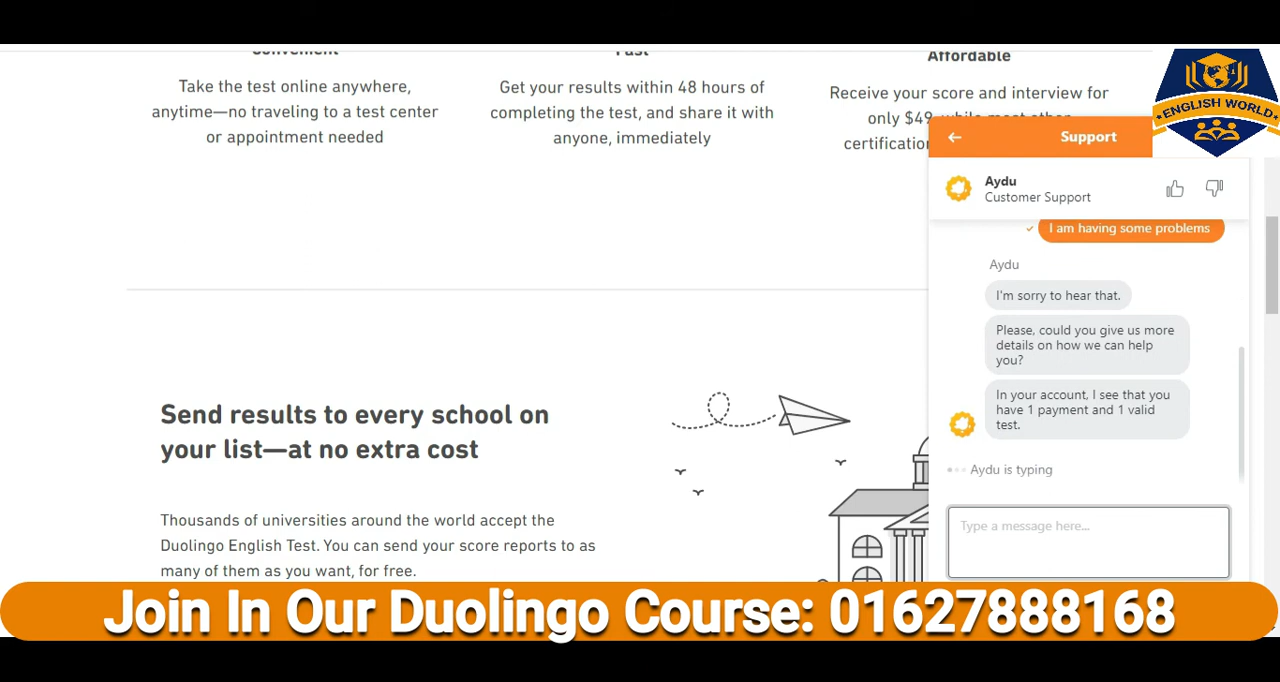 Convenient
Take the test online anywhere,
anytime—no traveling to a test center
or appointment needed
Fast
Get your results within 48 hours of
completing the test, and share it with
anyone, immediately
Affordable
Receive your score and interview for
only $49, while most other
certification
ENGLISH WORLD
Support
Aydu
Customer Support
I am having some problems
Aydu
I'm sorry to hear that.
Please, could you give us more
details on how we can help
you?
In your account, I see that you
have 1 payment and 1 valid
test.
Aydu is typing
Type a message here...
Send results to every school on
your list—at no extra cost
Thousands of universities around the world accept the
Duolingo English Test. You can send your score reports to as
many of them as you want, for free.
Join In Our Duolingo Course: 01627888168